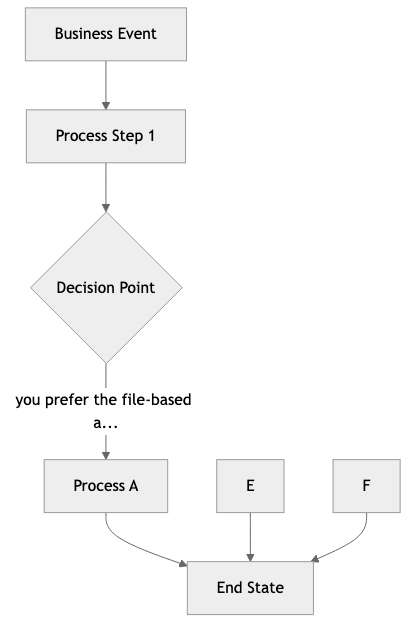 Business Event
Process Step 1
Decision Point
you prefer the file-based
a...
Process A
E
F
End State